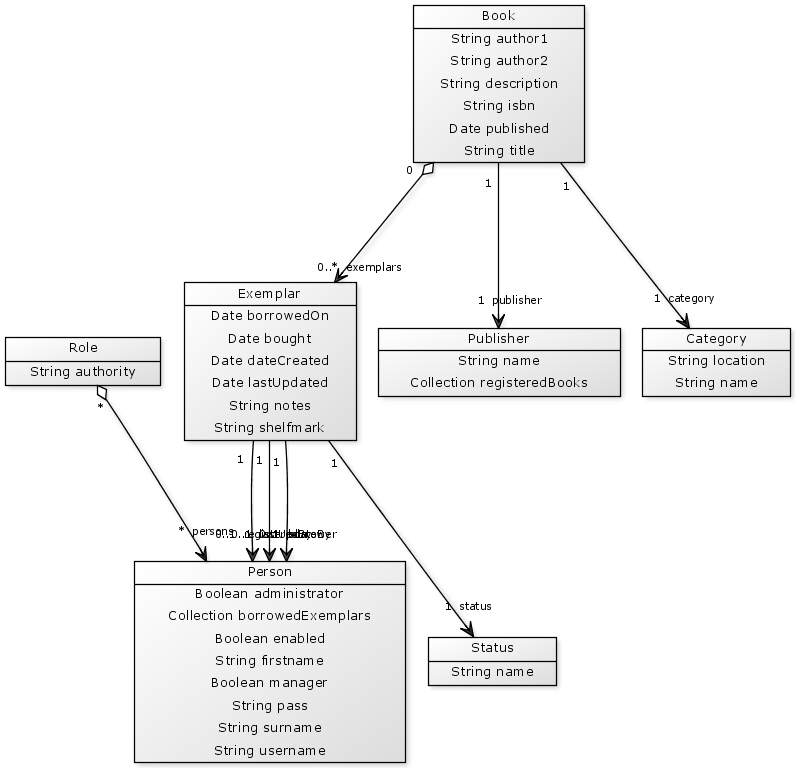 Book
String author1
String author2
String description
String isbn
Date published
String title
0
1
1
0..* exemplars
1 publisher
1 category
Exemplar
Date borrowedOn
Date bought
Date dateCreated
Date lastUpdated
String notes
String shelfmark
Publisher
String name
Collection registeredBooks
Category
String location
String name
Role
String authority
*
1
1
1
1
* persons
1 status
Person
Boolean administrator
Collection borrowedExemplars
Boolean enabled
String firstname
Boolean manager
String pass
String surname
String username
Status
String name